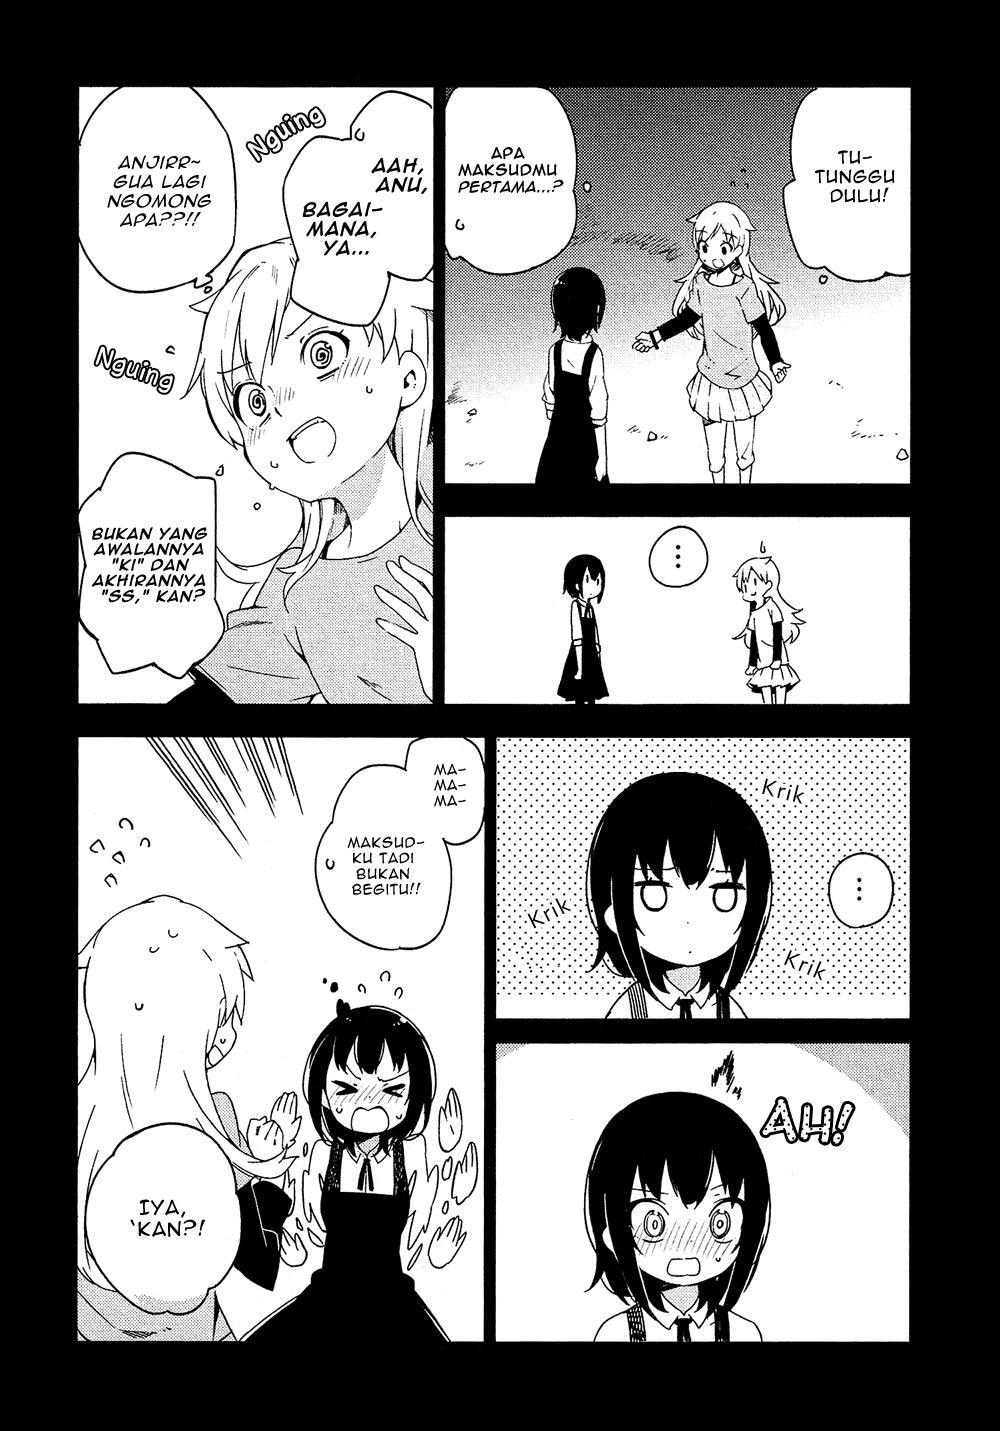 TU-
TUNGGU
DULU!
APA
MAKSUDMU
PERTAMA...?
AAH,
ANU,
BAGAI-
MANA,
YA...
Nguing
ANJIRR~
GUA LAGI
NGOMONG
APA??!!
Nguing
BUKAN YANG
AWALANNYA
"KI" DAN
AKHIRANNYA
"SS," KAN?
...
Krik
...
Krik
Krik
AH!
MA-
MA-
MA-
MAKSUD-
KU TADI
BUKAN
BEGITU!!
IYA,
'KAN?!